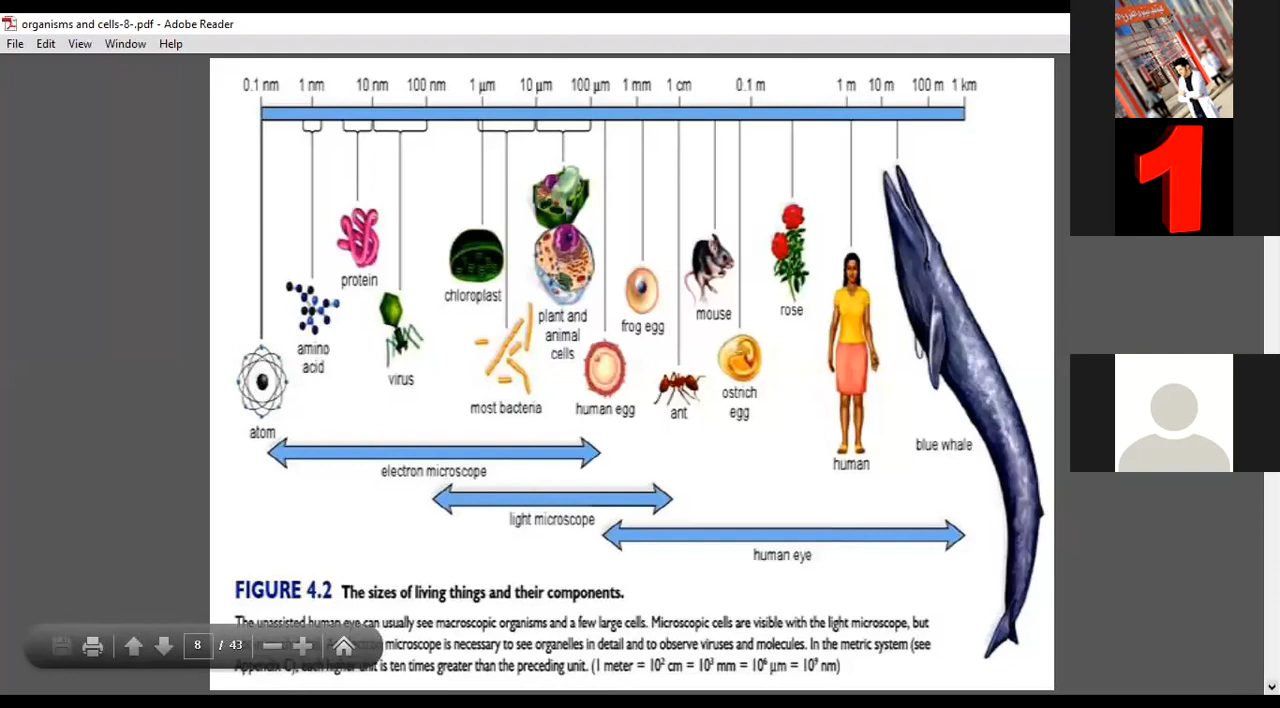 organisms and cells-8-.pdf - Adobe Reader
File Edit View Window Help
0.1 nm 1 nm 10 nm 100 nm 1 µm 10 µm 100 µm 1 mm 1 cm 0.1 m 1 m 10 m 100 m 1 km
protein
chloroplast
plant and
animal
cells
frog egg
mouse
rose
amino
acid
virus
most bacteria
human egg
ant
ostrich
egg
atom
human
blue whale
electron microscope
light microscope
human eye
FIGURE 4.2 The sizes of living things and their components.
The unassisted human eye can usually see macroscopic organisms and a few large cells. Microscopic cells are visible with the light microscope, but
microscope is necessary to see organelles in detail and to observe viruses and molecules. In the metric system (see
Appendix C), each higher unit is ten times greater than the preceding unit. (1 meter = 10² cm = 10³ mm = 10⁶ µm = 10⁹ nm)
8 / 43
1